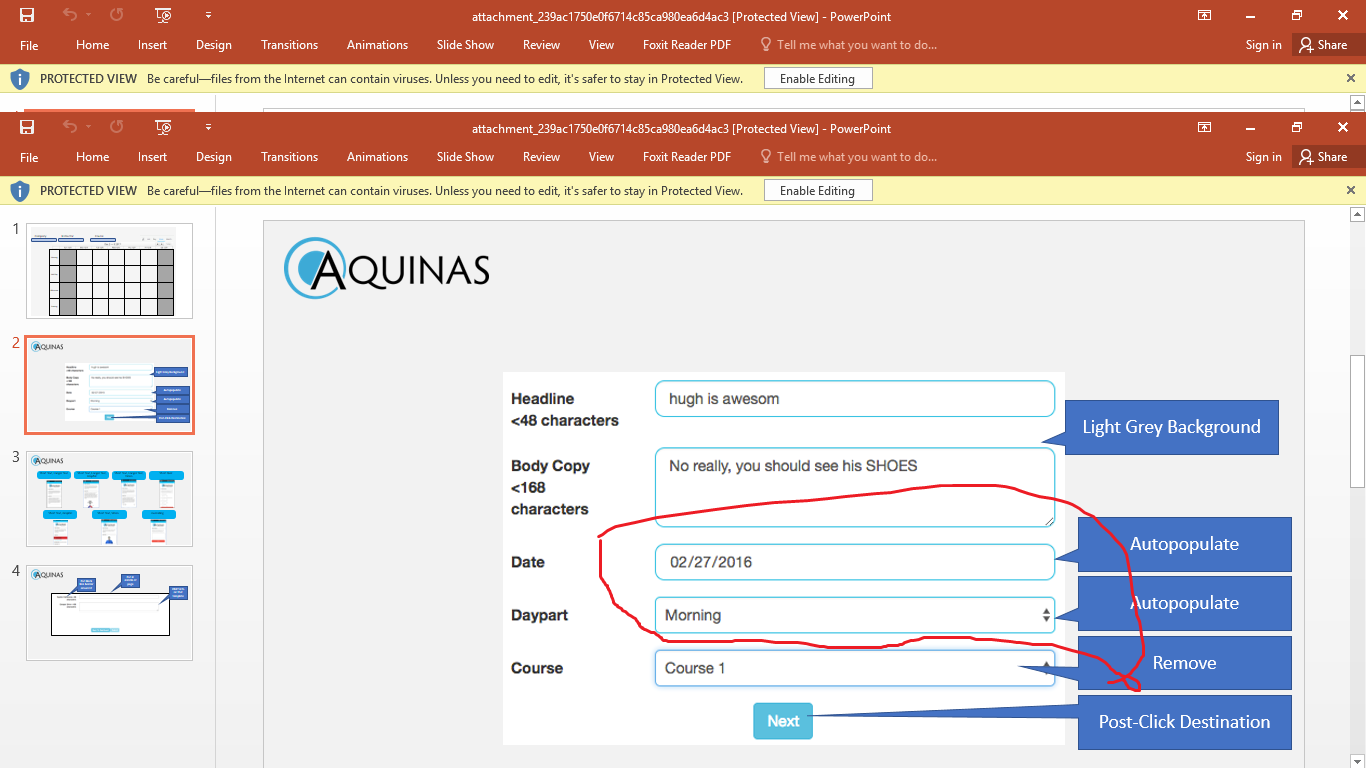 attachment_239ac1750e0f6714c85ca980ea6d4ac3 [Protected View] - PowerPoint
File Home Insert Design Transitions Animations Slide Show Review View Foxit Reader PDF Tell me what you want to do... Sign in Share
PROTECTED VIEW Be careful—files from the Internet can contain viruses. Unless you need to edit, it's safer to stay in Protected View. Enable Editing
attachment_239ac1750e0f6714c85ca980ea6d4ac3 [Protected View] - PowerPoint
File Home Insert Design Transitions Animations Slide Show Review View Foxit Reader PDF Tell me what you want to do... Sign in Share
PROTECTED VIEW Be careful—files from the Internet can contain viruses. Unless you need to edit, it's safer to stay in Protected View. Enable Editing
1
2
AQUINAS
3
AQUINAS
4
AQUINAS
AQUINAS
Headline
<48 characters
hugh is awesom
Light Grey Background
Body Copy
<168
characters
No really, you should see his SHOES
Date
02/27/2016
Autopopulate
Daypart
Morning
Autopopulate
Course
Course 1
Remove
Next
Post-Click Destination